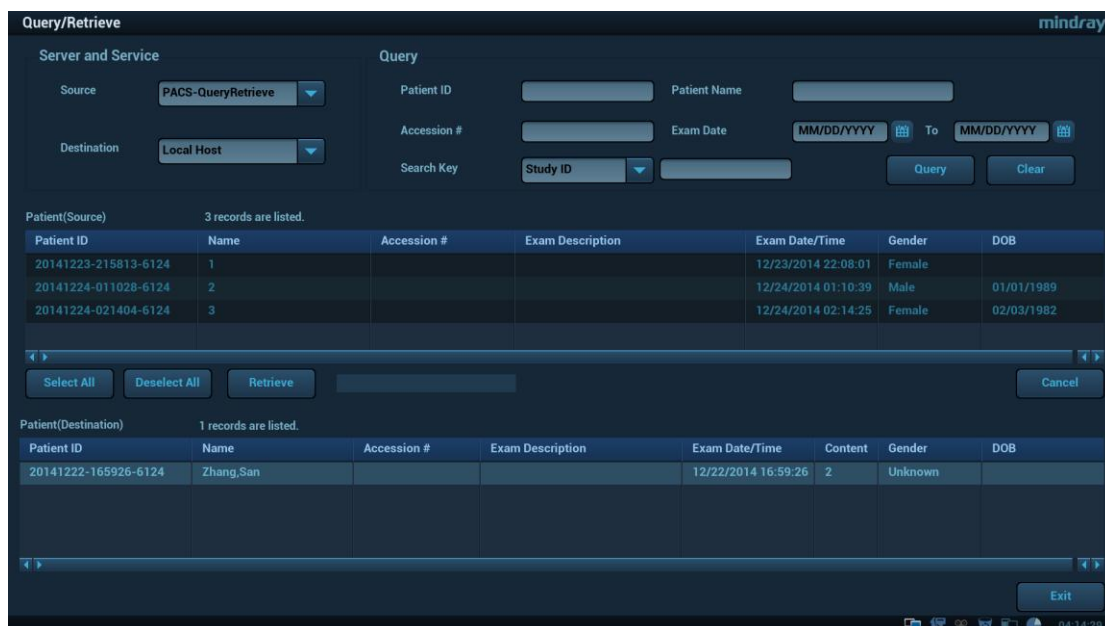 Query/Retrieve mindray
Server and Service Query
Source PACS-QueryRetrieve Patient ID Patient Name
Accession # Exam Date MM/DD/YYYY To MM/DD/YYYY
Destination Local Host
Search Key Study ID Query Clear
Patient(Source) 3 records are listed.
Patient ID Name Accession # Exam Description Exam Date/Time Gender DOB
20141223-215813-6124 1 12/23/2014 22:08:01 Female
20141224-011028-6124 2 12/24/2014 01:10:39 Male 01/01/1989
20141224-021404-6124 3 12/24/2014 02:14:25 Female 02/03/1982
Select All Deselect All Retrieve Cancel
Patient(Destination) 1 records are listed.
Patient ID Name Accession # Exam Description Exam Date/Time Content Gender DOB
20141222-165926-6124 Zhang,San 12/22/2014 16:59:26 2 Unknown
Exit